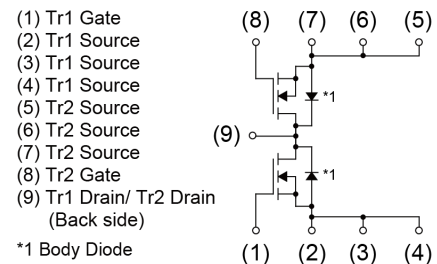 (1) Tr1 Gate
(2) Tr1 Source
(3) Tr1 Source
(4) Tr1 Source
(5) Tr2 Source
(6) Tr2 Source
(7) Tr2 Source
(8) Tr2 Gate
(9) Tr1 Drain/ Tr2 Drain
(Back side)
*1 Body Diode
(8) (7) (6) (5)
*1
(9)
*1
(1) (2) (3) (4)